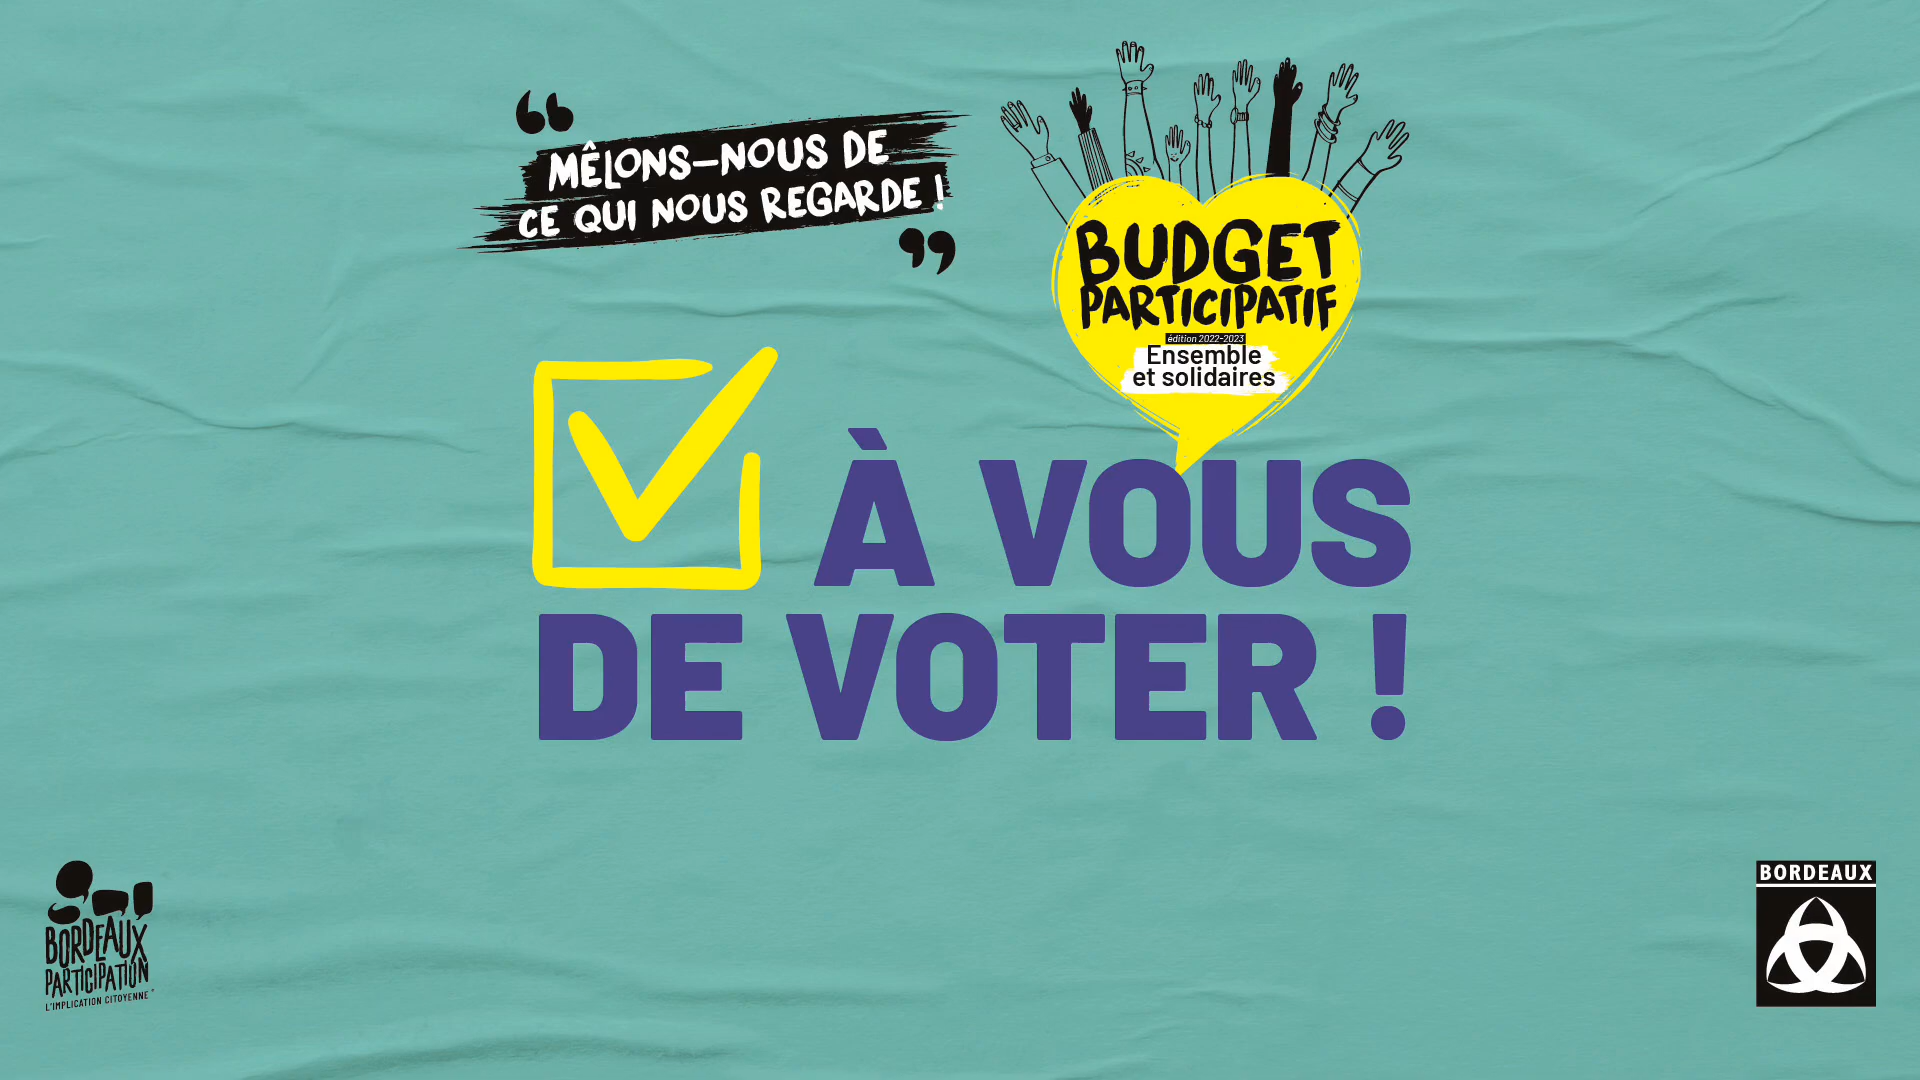 MÊLONS-NOUS DE
CE QUI NOUS REGARDE !
BUDGET
PARTICIPATIF
édition 2022-2023
Ensemble
et solidaires
À VOUS
DE VOTER !
BORDEAUX
PARTICIPATION
L'IMPLICATION CITOYENNE
BORDEAUX